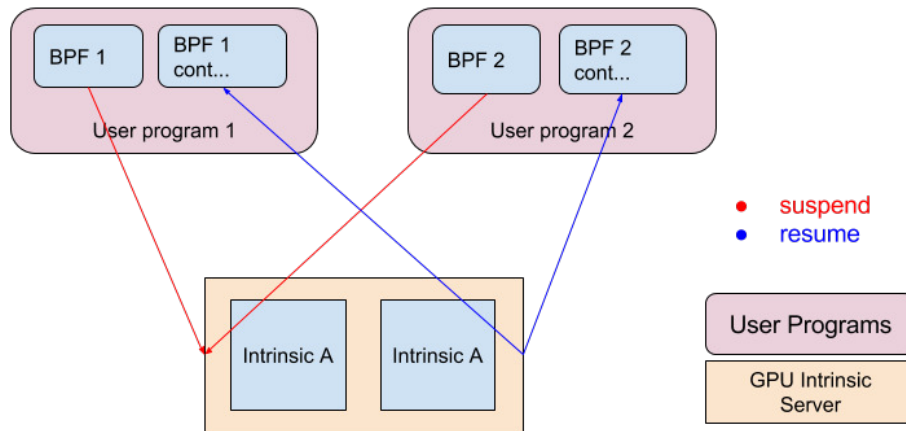 BPF 1
BPF 1
cont...
User program 1
BPF 2
BPF 2
cont...
User program 2
suspend
resume
Intrinsic A
Intrinsic A
User Programs
GPU Intrinsic
Server